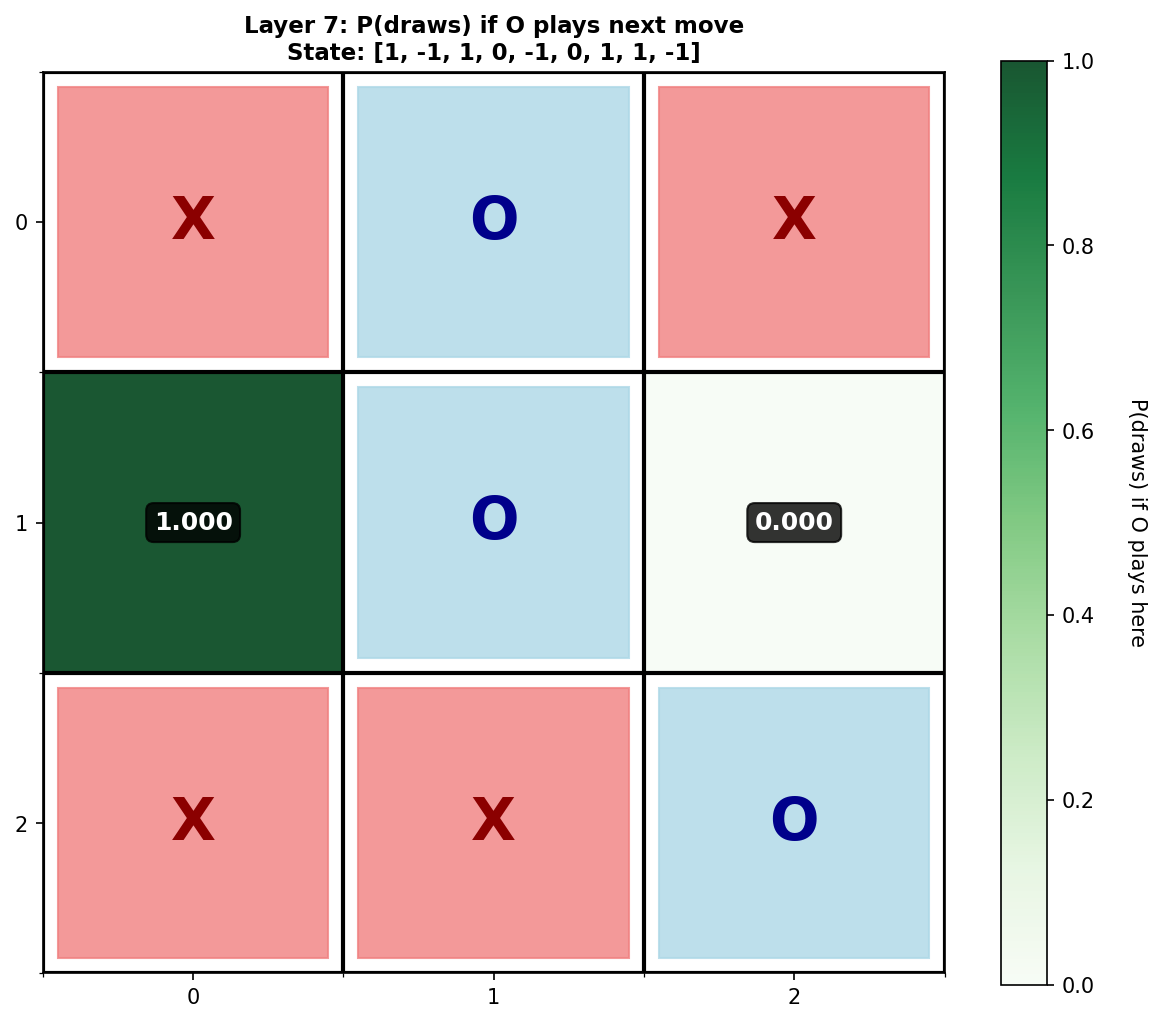 Layer 7: P(draws) if O plays next move
State: [1, -1, 1, 0, -1, 0, 1, 1, -1]
0
X
O
X
1
1.000
O
0.000
2
X
X
O
0
1
2
1.0
0.8
0.6
0.4
0.2
0.0
P(draws) if O plays here